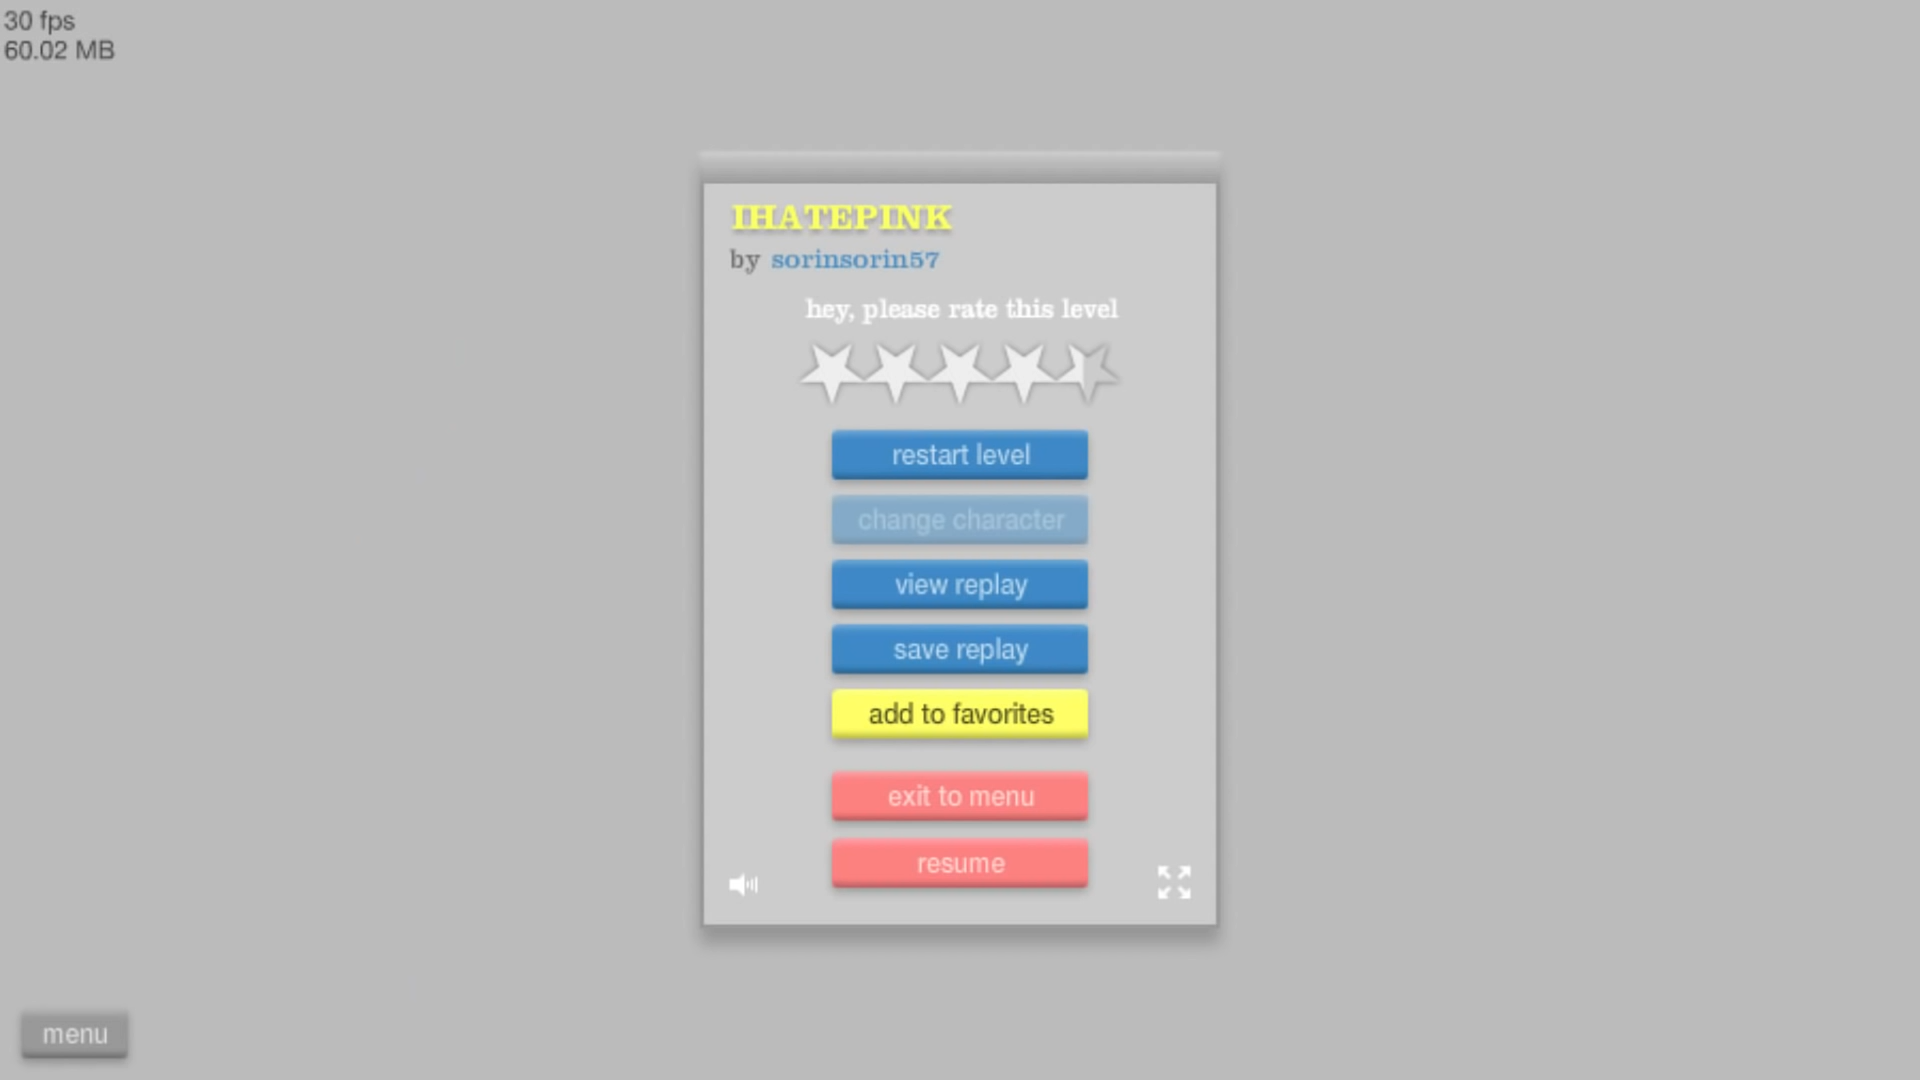 30 fps
60.02 MB
IHATEPINK
by sorinsorin57
hey, please rate this level
restart level
change character
view replay
save replay
add to favorites
exit to menu
resume
menu